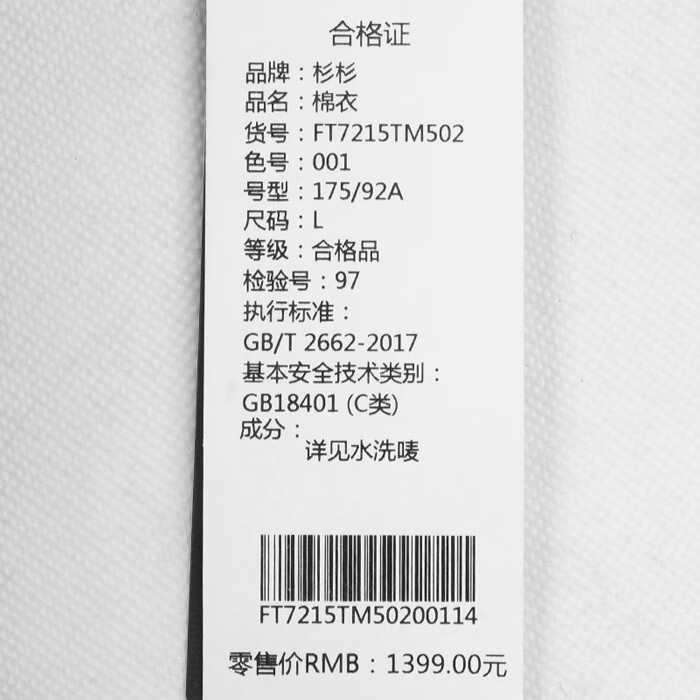 合格证
品牌：杉杉
品名：棉衣
货号：FT7215TM502
色号：001
号型：175/92A
尺码：L
等级：合格品
检验号：97
执行标准：
GB/T 2662-2017
基本安全技术类别：
GB18401 (C类)
成分：
详见水洗唛
FT7215TM50200114
零售价RMB：1399.00元